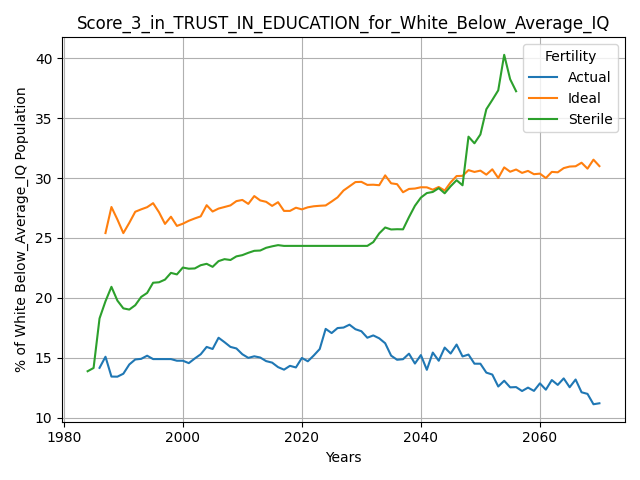 Score_3_in_TRUST_IN_EDUCATION_for_White_Below_Average_IQ
% of White Below_Average_IQ Population
40
35
30
25
20
15
10
Fertility
Actual
Ideal
Sterile
1980 2000 2020 2040 2060
Years